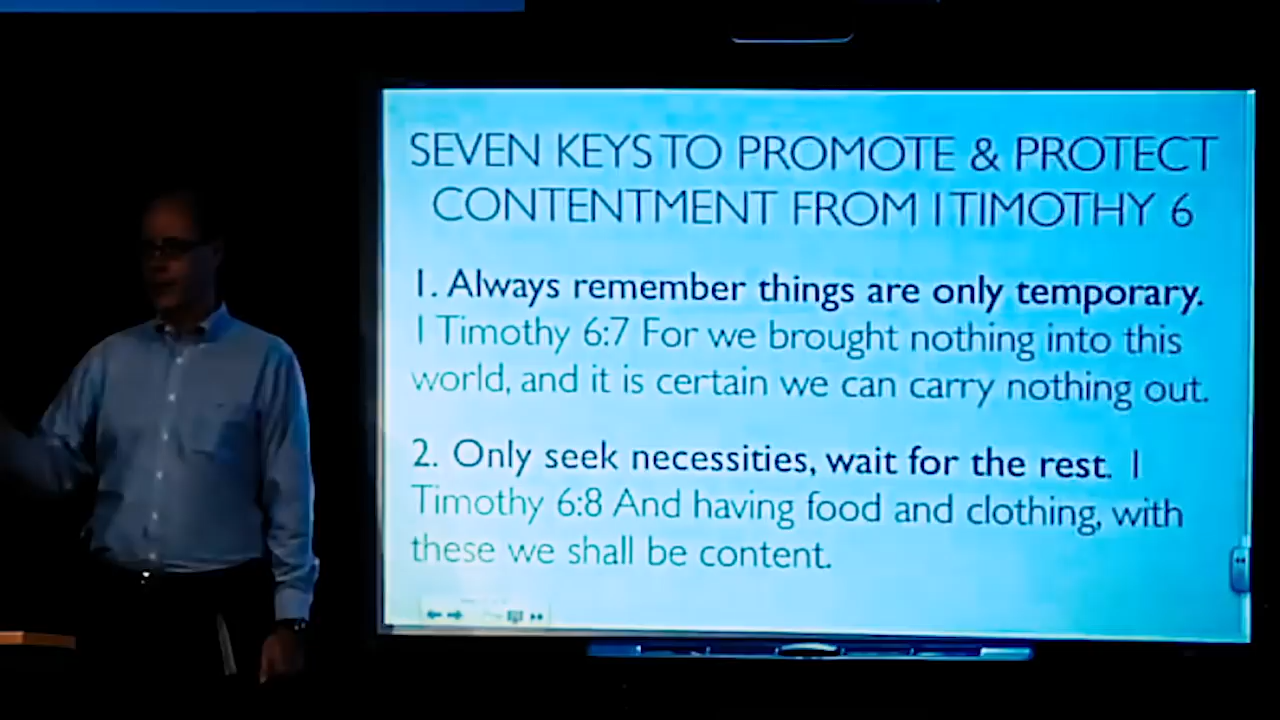 SEVEN KEYS TO PROMOTE & PROTECT
CONTENTMENT FROM 1 TIMOTHY 6
1. Always remember things are only temporary.
1 Timothy 6:7 For we brought nothing into this
world, and it is certain we can carry nothing out.
2. Only seek necessities, wait for the rest. 1
Timothy 6:8 And having food and clothing, with
these we shall be content.